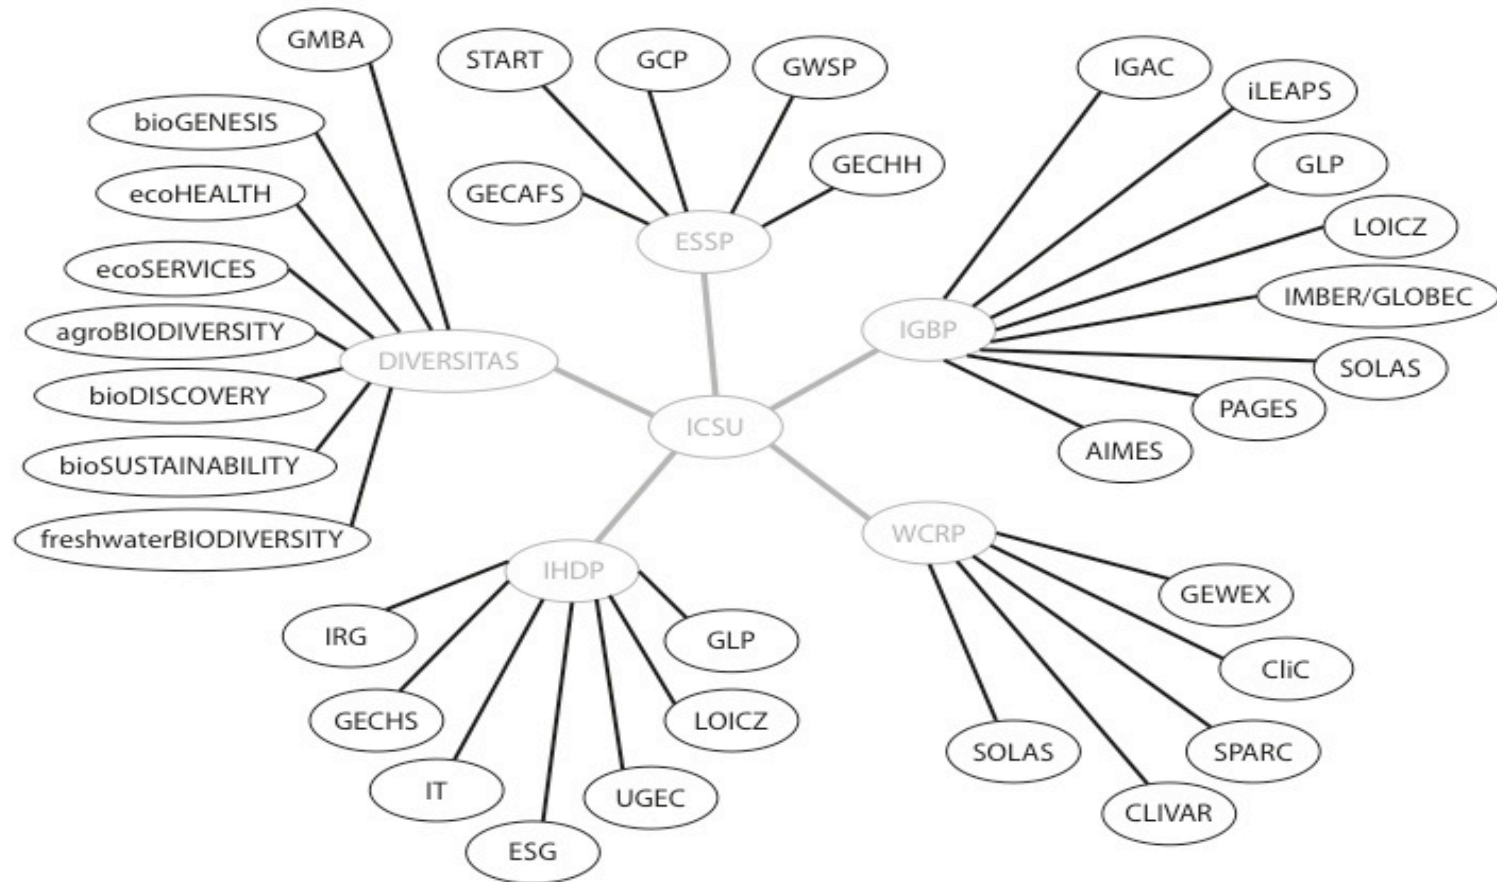 GMBA
START
GCP
GWSP
IGAC
iLEAPS
bioGENESIS
ecoHEALTH
GECAFS
GECHH
GLP
LOICZ
ecoSERVICES
ESSP
IMBER/GLOBEC
agroBIODIVERSITY
DIVERSITAS
IGBP
SOLAS
bioDISCOVERY
ICSU
PAGES
AIMES
bioSUSTAINABILITY
freshwaterBIODIVERSITY
WCRP
IHDP
GEWEX
IRG
GLP
CliC
GECHS
LOICZ
SOLAS
SPARC
IT
UGEC
CLIVAR
ESG